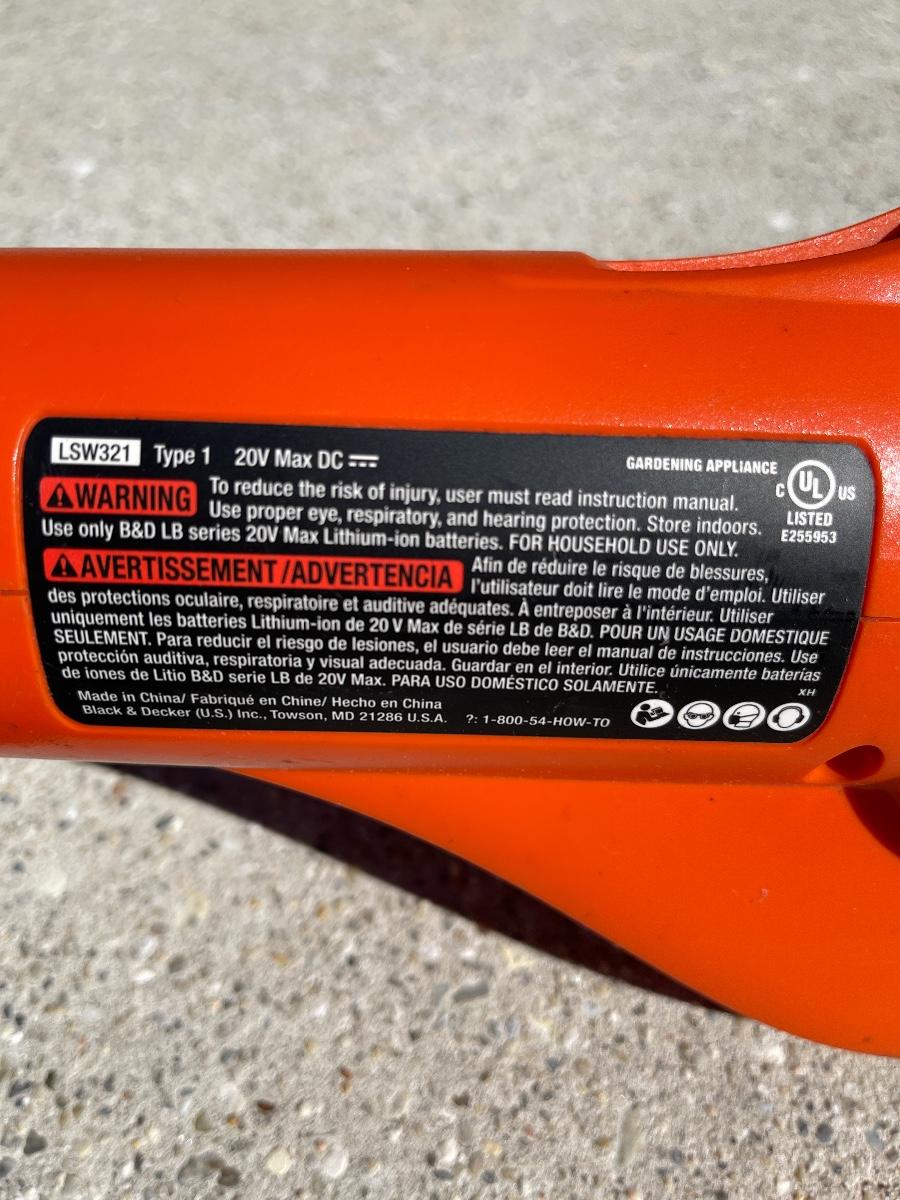 LSW321 Type 1 20V Max DC
GARDENING APPLIANCE
C UL US
LISTED
E255953
WARNING To reduce the risk of injury, user must read instruction manual.
Use proper eye, respiratory, and hearing protection. Store indoors.
Use only B&D LB series 20V Max Lithium-ion batteries. FOR HOUSEHOLD USE ONLY.
AVERTISSEMENT/ADVERTENCIA Afin de réduire le risque de blessures,
l'utilisateur doit lire le mode d'emploi. Utiliser
des protections oculaire, respiratoire et auditive adéquates. À entreposer à l'intérieur. Utiliser
uniquement les batteries Lithium-ion de 20 V Max de série LB de B&D. POUR UN USAGE DOMESTIQUE
SEULEMENT. Para reducir el riesgo de lesiones, el usuario debe leer el manual de instrucciones. Use
protección auditiva, respiratoria y visual adecuada. Guardar en el interior. Utilice únicamente baterías
de iones de Litio B&D serie LB de 20V Max. PARA USO DOMÉSTICO SOLAMENTE.
XH
Made in China/ Fabriqué en Chine/ Hecho en China
Black & Decker (U.S.) Inc., Towson, MD 21286 U.S.A. ?: 1-800-54-HOW-TO